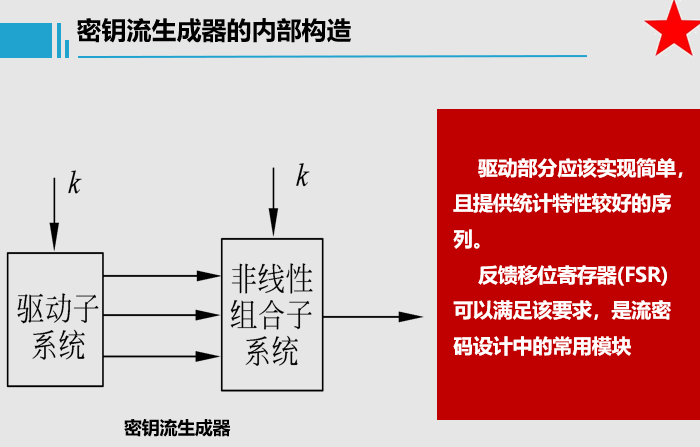 密钥流生成器的内部构造
k
k
驱动子
系统
非线性
组合子
系统
密钥流生成器
驱动部分应该实现简单，
且提供统计特性较好的序
列。
反馈移位寄存器(FSR)
可以满足该要求，是流密
码设计中的常用模块